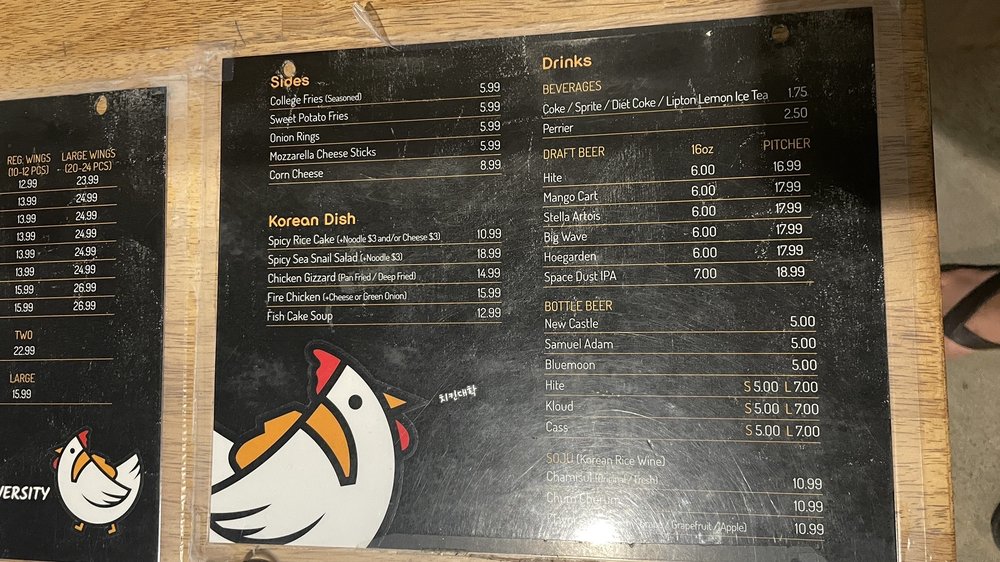 REG. WINGS LARGE WINGS
(10-12 PCS) (20-24 PCS)
12.99 23.99
13.99 24.99
13.99 24.99
13.99 24.99
13.99 24.99
13.99 24.99
15.99 26.99
15.99 26.99
TWO
22.99
LARGE
15.99
VERSITY
Sides
College Fries (Seasoned) 5.99
Sweet Potato Fries 5.99
Onion Rings 5.99
Mozzarella Cheese Sticks 5.99
Corn Cheese 8.99
Korean Dish
Spicy Rice Cake (+Noodle $3 and/or Cheese $3) 10.99
Spicy Sea Snail Salad (+Noodle $3) 18.99
Chicken Gizzard (Pan Fried / Deep Fried) 14.99
Fire Chicken (+Cheese or Green Onion) 15.99
Fish Cake Soup 12.99
치킨대학
Drinks
BEVERAGES
Coke / Sprite / Diet Coke / Lipton Lemon Ice Tea 1.75
Perrier 2.50
DRAFT BEER 16oz PITCHER
Hite 6.00 16.99
Mango Cart 6.00 17.99
Stella Artois 6.00 17.99
Big Wave 6.00 17.99
Hoegarden 6.00 17.99
Space Dust IPA 7.00 18.99
BOTTLE BEER
New Castle 5.00
Samuel Adam 5.00
Bluemoon 5.00
Hite S 5.00 L 7.00
Kloud S 5.00 L 7.00
Cass S 5.00 L 7.00
SOJU (Korean Rice Wine)
Chamisul (Original / Fresh) 10.99
Chum Churum 10.99
/ Grapefruit / Apple) 10.99